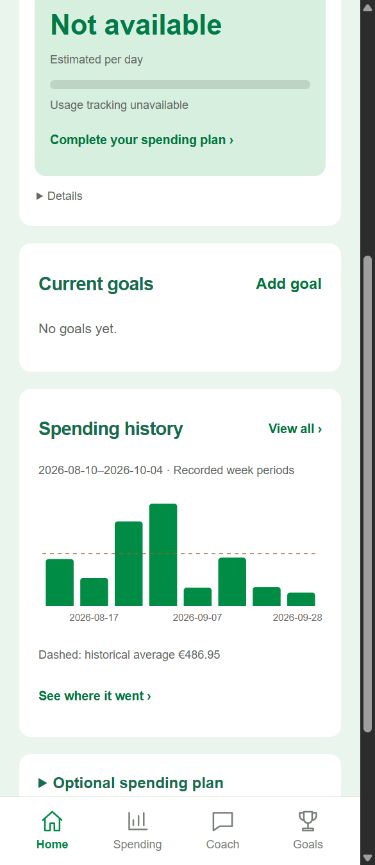 Not available
Estimated per day
Usage tracking unavailable
Complete your spending plan ›
▶ Details
Current goals
Add goal
No goals yet.
Spending history
View all ›
2026-08-10–2026-10-04 · Recorded week periods
2026-08-17
2026-09-07
2026-09-28
Dashed: historical average €486.95
See where it went ›
▶ Optional spending plan
Home
Spending
Coach
Goals